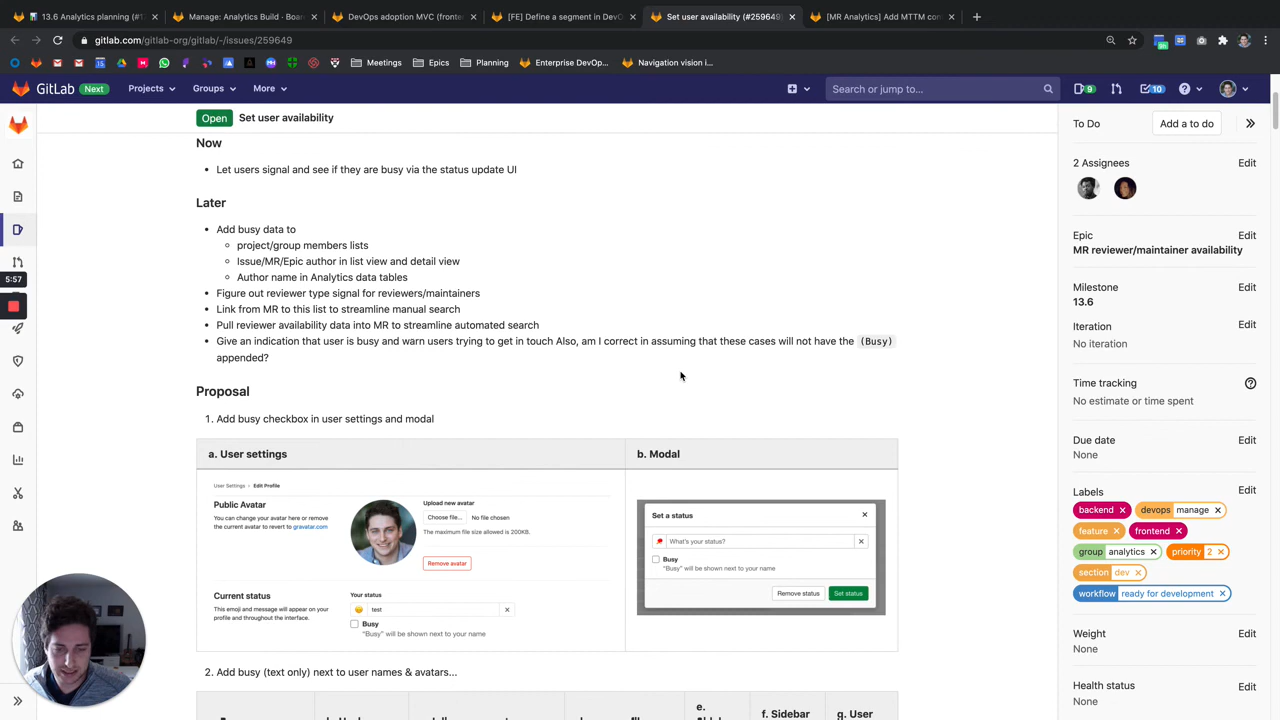 13.6 Analytics planning (#1
Manage: Analytics Build · Boar
DevOps adoption MVC (fronte
[FE] Define a segment in DevO
Set user availability (#259649)
[MR Analytics] Add MTTM com
gitlab.com/gitlab-org/gitlab/-/issues/259649
Meetings
Epics
Planning
Enterprise DevOp...
Navigation vision i...
GitLab Next
Projects
Groups
More
Search or jump to...
9
10
Open Set user availability
Now
Let users signal and see if they are busy via the status update UI
Later
Add busy data to
project/group members lists
Issue/MR/Epic author in list view and detail view
Author name in Analytics data tables
Figure out reviewer type signal for reviewers/maintainers
Link from MR to this list to streamline manual search
Pull reviewer availability data into MR to streamline automated search
Give an indication that user is busy and warn users trying to get in touch Also, am I correct in assuming that these cases will not have the (Busy)
appended?
Proposal
1. Add busy checkbox in user settings and modal
a. User settings
b. Modal
User Settings › Edit Profile
Public Avatar
You can change your avatar here or remove
the current avatar to revert to gravatar.com
Upload new avatar
Choose file... No file chosen
The maximum file size allowed is 200KB.
Remove avatar
Current status
This emoji and message will appear on your
profile and throughout the interface.
Your status
test
Busy
"Busy" will be shown next to your name
Set a status
What's your status?
Busy
"Busy" will be shown next to your name
Remove status
Set status
2. Add busy (text only) next to user names & avatars...
e.
f. Sidebar
g. User
5:57
To Do
Add a to do
2 Assignees
Edit
Epic
Edit
MR reviewer/maintainer availability
Milestone
Edit
13.6
Iteration
Edit
No iteration
Time tracking
No estimate or time spent
Due date
Edit
None
Labels
Edit
backend
devops manage
feature
frontend
group analytics
priority 2
section dev
workflow ready for development
Weight
Edit
None
Health status
Edit
None